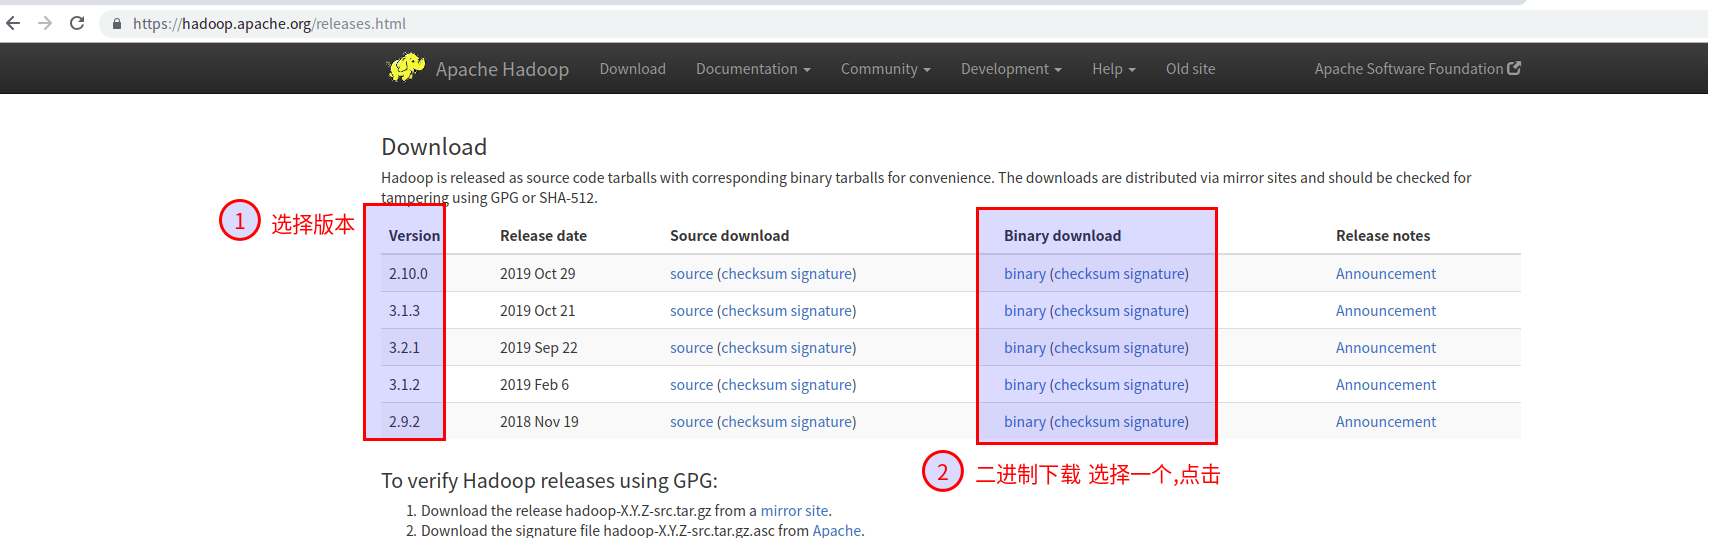 https://hadoop.apache.org/releases.html
Apache Hadoop Download Documentation Community Development Help Old site Apache Software Foundation
Download
Hadoop is released as source code tarballs with corresponding binary tarballs for convenience. The downloads are distributed via mirror sites and should be checked for
tampering using GPG or SHA-512.
1 选择版本
Version Release date Source download Binary download Release notes
2.10.0 2019 Oct 29 source (checksum signature) binary (checksum signature) Announcement
3.1.3 2019 Oct 21 source (checksum signature) binary (checksum signature) Announcement
3.2.1 2019 Sep 22 source (checksum signature) binary (checksum signature) Announcement
3.1.2 2019 Feb 6 source (checksum signature) binary (checksum signature) Announcement
2.9.2 2018 Nov 19 source (checksum signature) binary (checksum signature) Announcement
2 二进制下载 选择一个,点击
To verify Hadoop releases using GPG:
1. Download the release hadoop-X.Y.Z-src.tar.gz from a mirror site.
2. Download the signature file hadoop-X.Y.Z-src.tar.gz.asc from Apache.